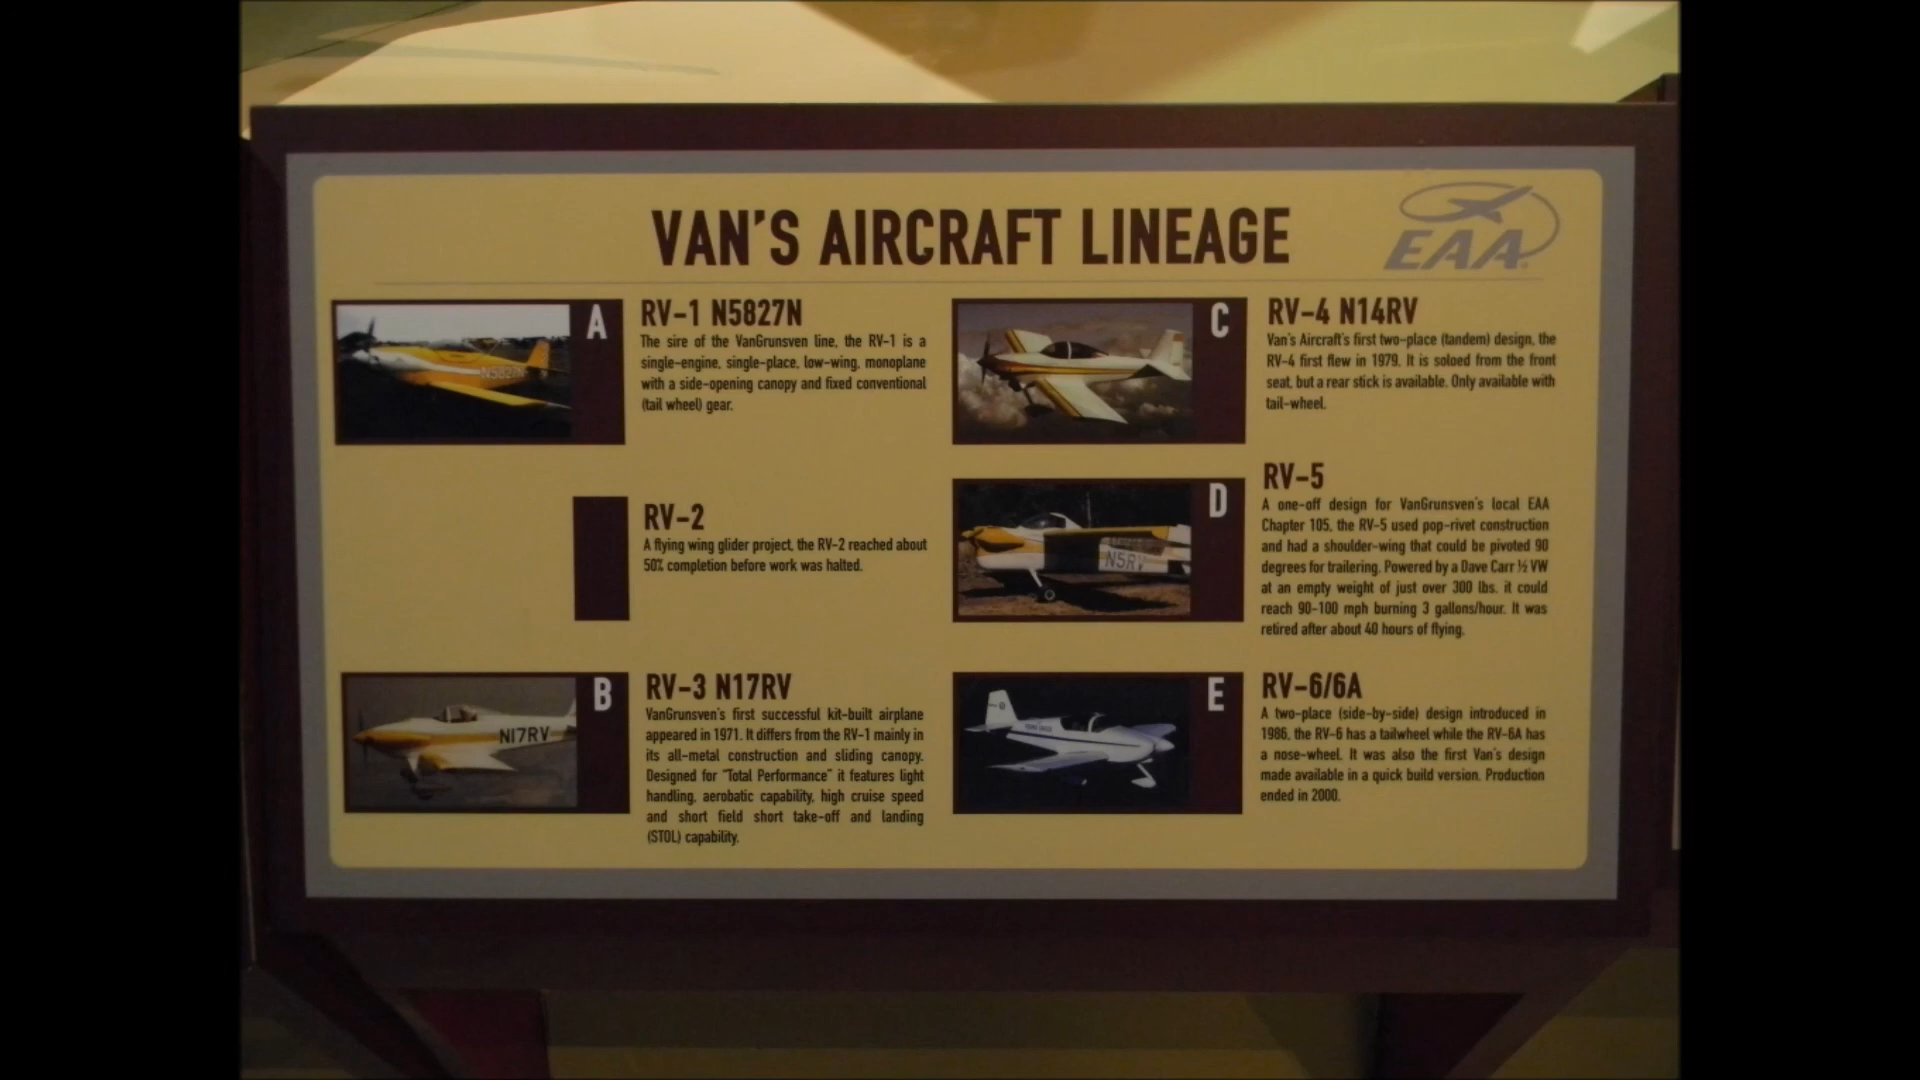 VAN'S AIRCRAFT LINEAGE
EAA
N5827N
A
RV-1 N5827N
The sire of the VanGrunsven line, the RV-1 is a
single-engine, single-place, low-wing, monoplane
with a side-opening canopy and fixed conventional
(tail wheel) gear.
RV-2
A flying wing glider project, the RV-2 reached about
50% completion before work was halted.
N17RV
B
RV-3 N17RV
VanGrunsven's first successful kit-built airplane
appeared in 1971. It differs from the RV-1 mainly in
its all-metal construction and sliding canopy.
Designed for "Total Performance" it features light
handling, aerobatic capability, high cruise speed
and short field short take-off and landing
(STOL) capability.
C
RV-4 N14RV
Van's Aircraft's first two-place (tandem) design, the
RV-4 first flew in 1979. It is soloed from the front
seat, but a rear stick is available. Only available with
tail-wheel.
N5RV
D
RV-5
A one-off design for VanGrunsven's local EAA
Chapter 105, the RV-5 used pop-rivet construction
and had a shoulder-wing that could be pivoted 90
degrees for trailering. Powered by a Dave Carr ½ VW
at an empty weight of just over 300 lbs. it could
reach 90-100 mph burning 3 gallons/hour. It was
retired after about 40 hours of flying.
E
RV-6/6A
A two-place (side-by-side) design introduced in
1986, the RV-6 has a tailwheel while the RV-6A has
a nose-wheel. It was also the first Van's design
made available in a quick build version. Production
ended in 2000.